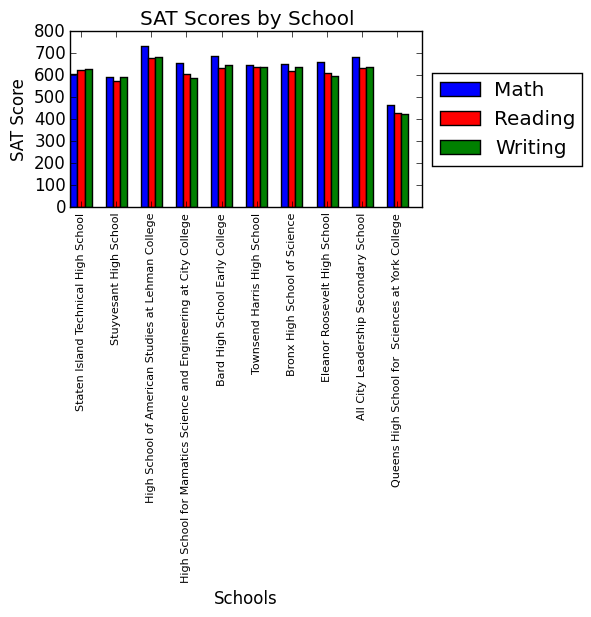 SAT Scores by School
800
700
600
500
400
300
200
100
0
SAT Score
Math
Reading
Writing
Staten Island Technical High School
Stuyvesant High School
High School of American Studies at Lehman College
High School for Mamatics Science and Engineering at City College
Bard High School Early College
Townsend Harris High School
Bronx High School of Science
Eleanor Roosevelt High School
All City Leadership Secondary School
Queens High School for  Sciences at York College
Schools